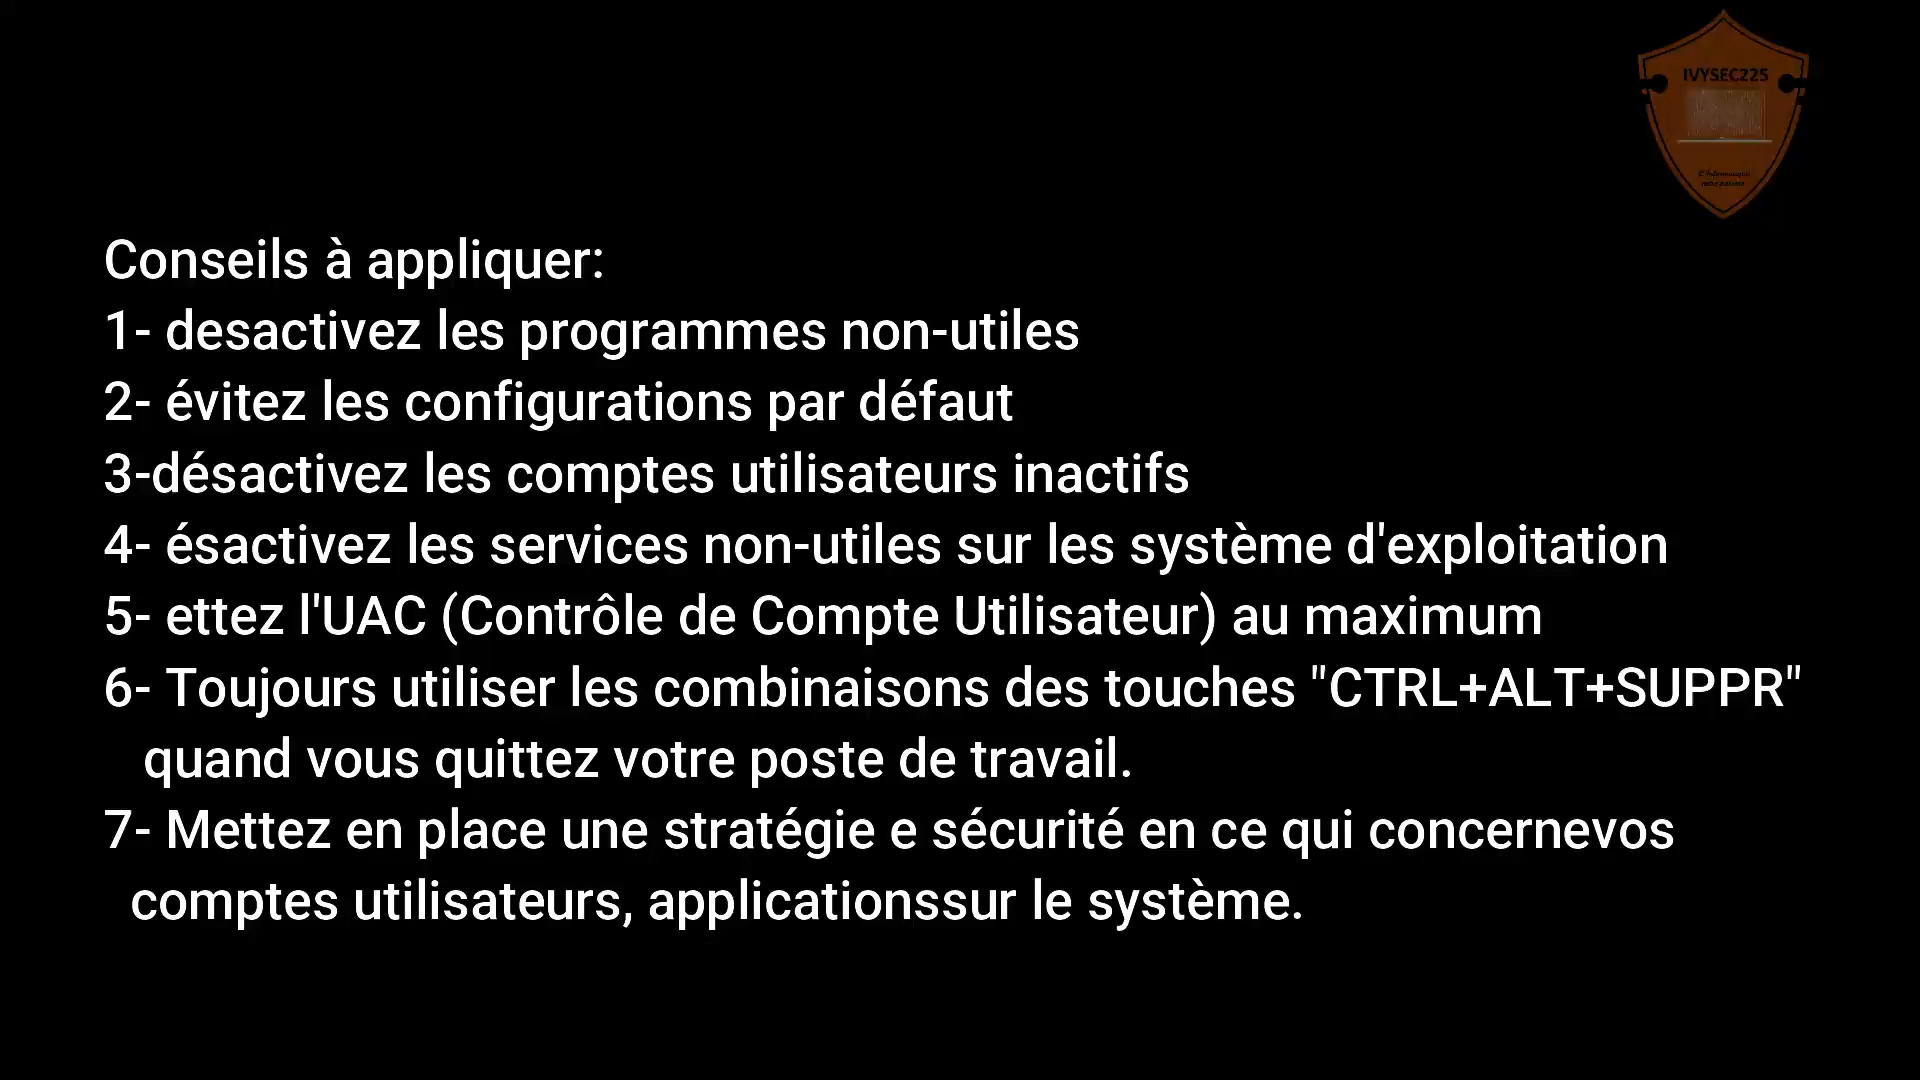 IVYSEC225
Conseils à appliquer:
1- desactivez les programmes non-utiles
2- évitez les configurations par défaut
3-désactivez les comptes utilisateurs inactifs
4- ésactivez les services non-utiles sur les système d'exploitation
5- ettez l'UAC (Contrôle de Compte Utilisateur) au maximum
6- Toujours utiliser les combinaisons des touches "CTRL+ALT+SUPPR"
quand vous quittez votre poste de travail.
7- Mettez en place une stratégie e sécurité en ce qui concernevos
comptes utilisateurs, applicationssur le système.